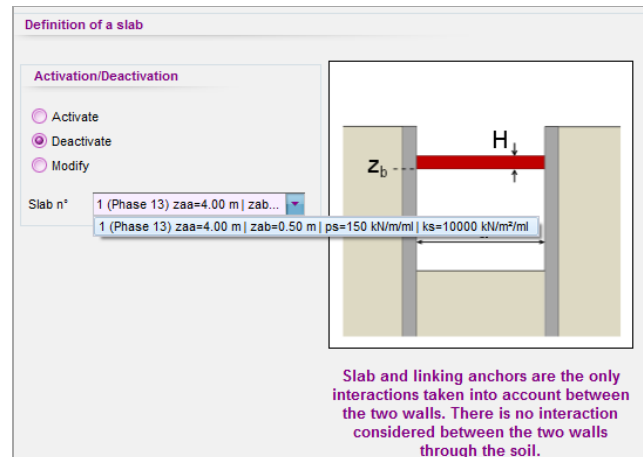 Definition of a slab
Activation/Deactivation
Activate
Deactivate
Modify
Slab n°
1 (Phase 13) zaa=4.00 m | zab...
1 (Phase 13) zaa=4.00 m | zab=0.50 m | ps=150 kN/m/ml | ks=10000 kN/m²/ml
H
zb
Slab and linking anchors are the only
interactions taken into account between
the two walls. There is no interaction
considered between the two walls
through the soil.